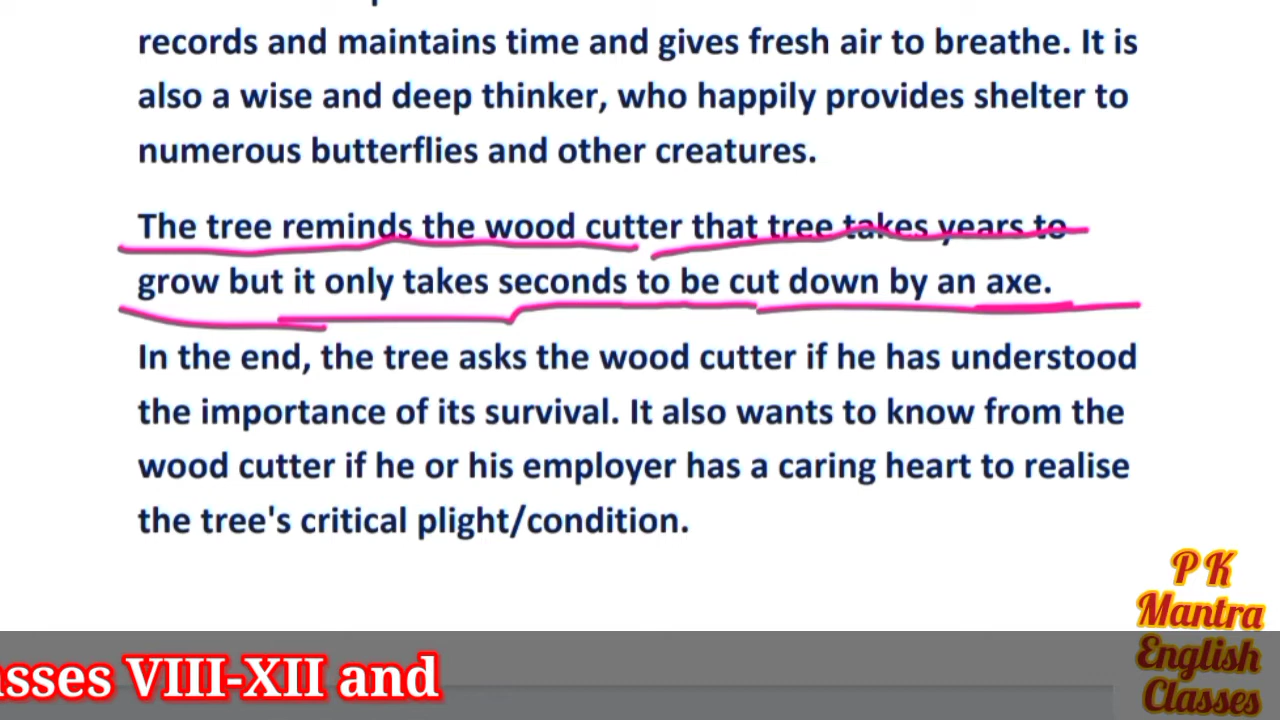 records and maintains time and gives fresh air to breathe. It is
also a wise and deep thinker, who happily provides shelter to
numerous butterflies and other creatures.
The tree reminds the wood cutter that tree takes years to
grow but it only takes seconds to be cut down by an axe.
In the end, the tree asks the wood cutter if he has understood
the importance of its survival. It also wants to know from the
wood cutter if he or his employer has a caring heart to realise
the tree's critical plight/condition.
P K
Mantra
English
Classes
asses VIII-XII and